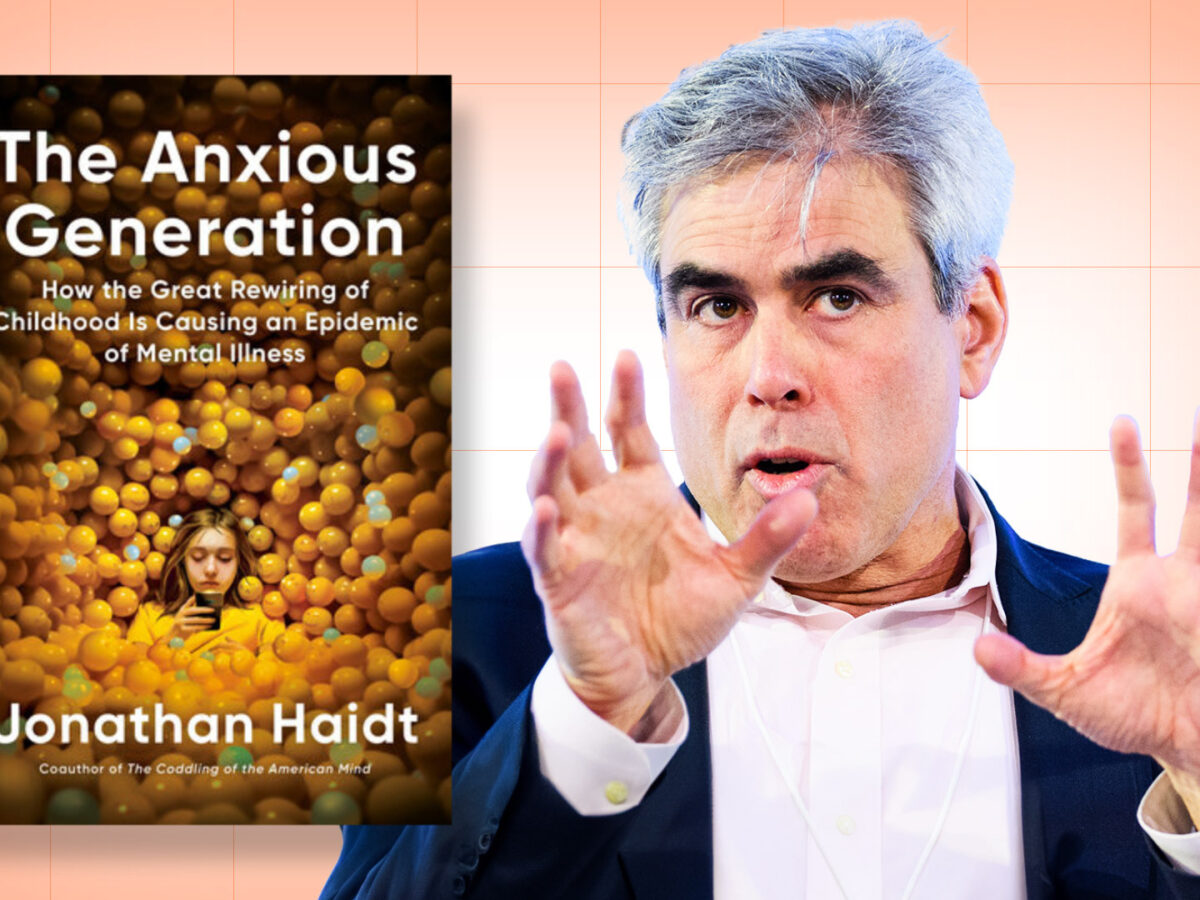 The Anxious
Generation
How the Great Rewiring of
Childhood Is Causing an Epidemic
of Mental Illness
Jonathan Haidt
Coauthor of The Coddling of the American Mind